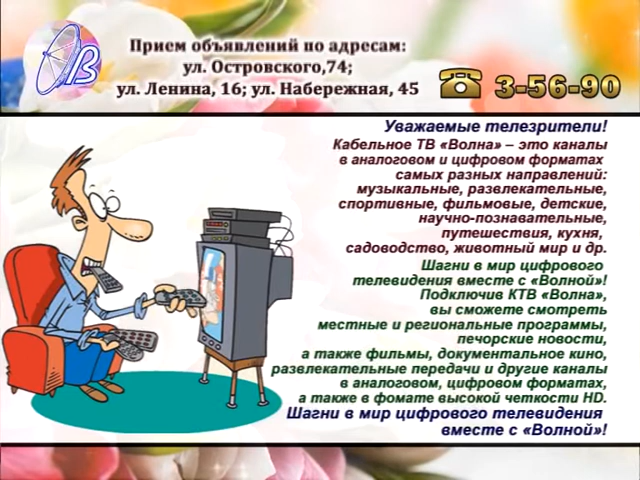 В
Прием объявлений по адресам:
ул. Островского,74;
ул. Ленина, 16; ул. Набережная, 45
☎ 3-56-90
Уважаемые телезрители!
Кабельное ТВ «Волна» – это каналы
в аналоговом и цифровом форматах
самых разных направлений:
музыкальные, развлекательные,
спортивные, фильмовые, детские,
научно-познавательные,
путешествия, кухня,
садоводство, животный мир и др.
Шагни в мир цифрового
телевидения вместе с «Волной»!
Подключив КТВ «Волна»,
вы сможете смотреть
местные и региональные программы,
печорские новости,
а также фильмы, документальное кино,
развлекательные передачи и другие каналы
в аналоговом, цифровом форматах,
а также в фомате высокой четкости HD.
Шагни в мир цифрового телевидения
вместе с «Волной»!